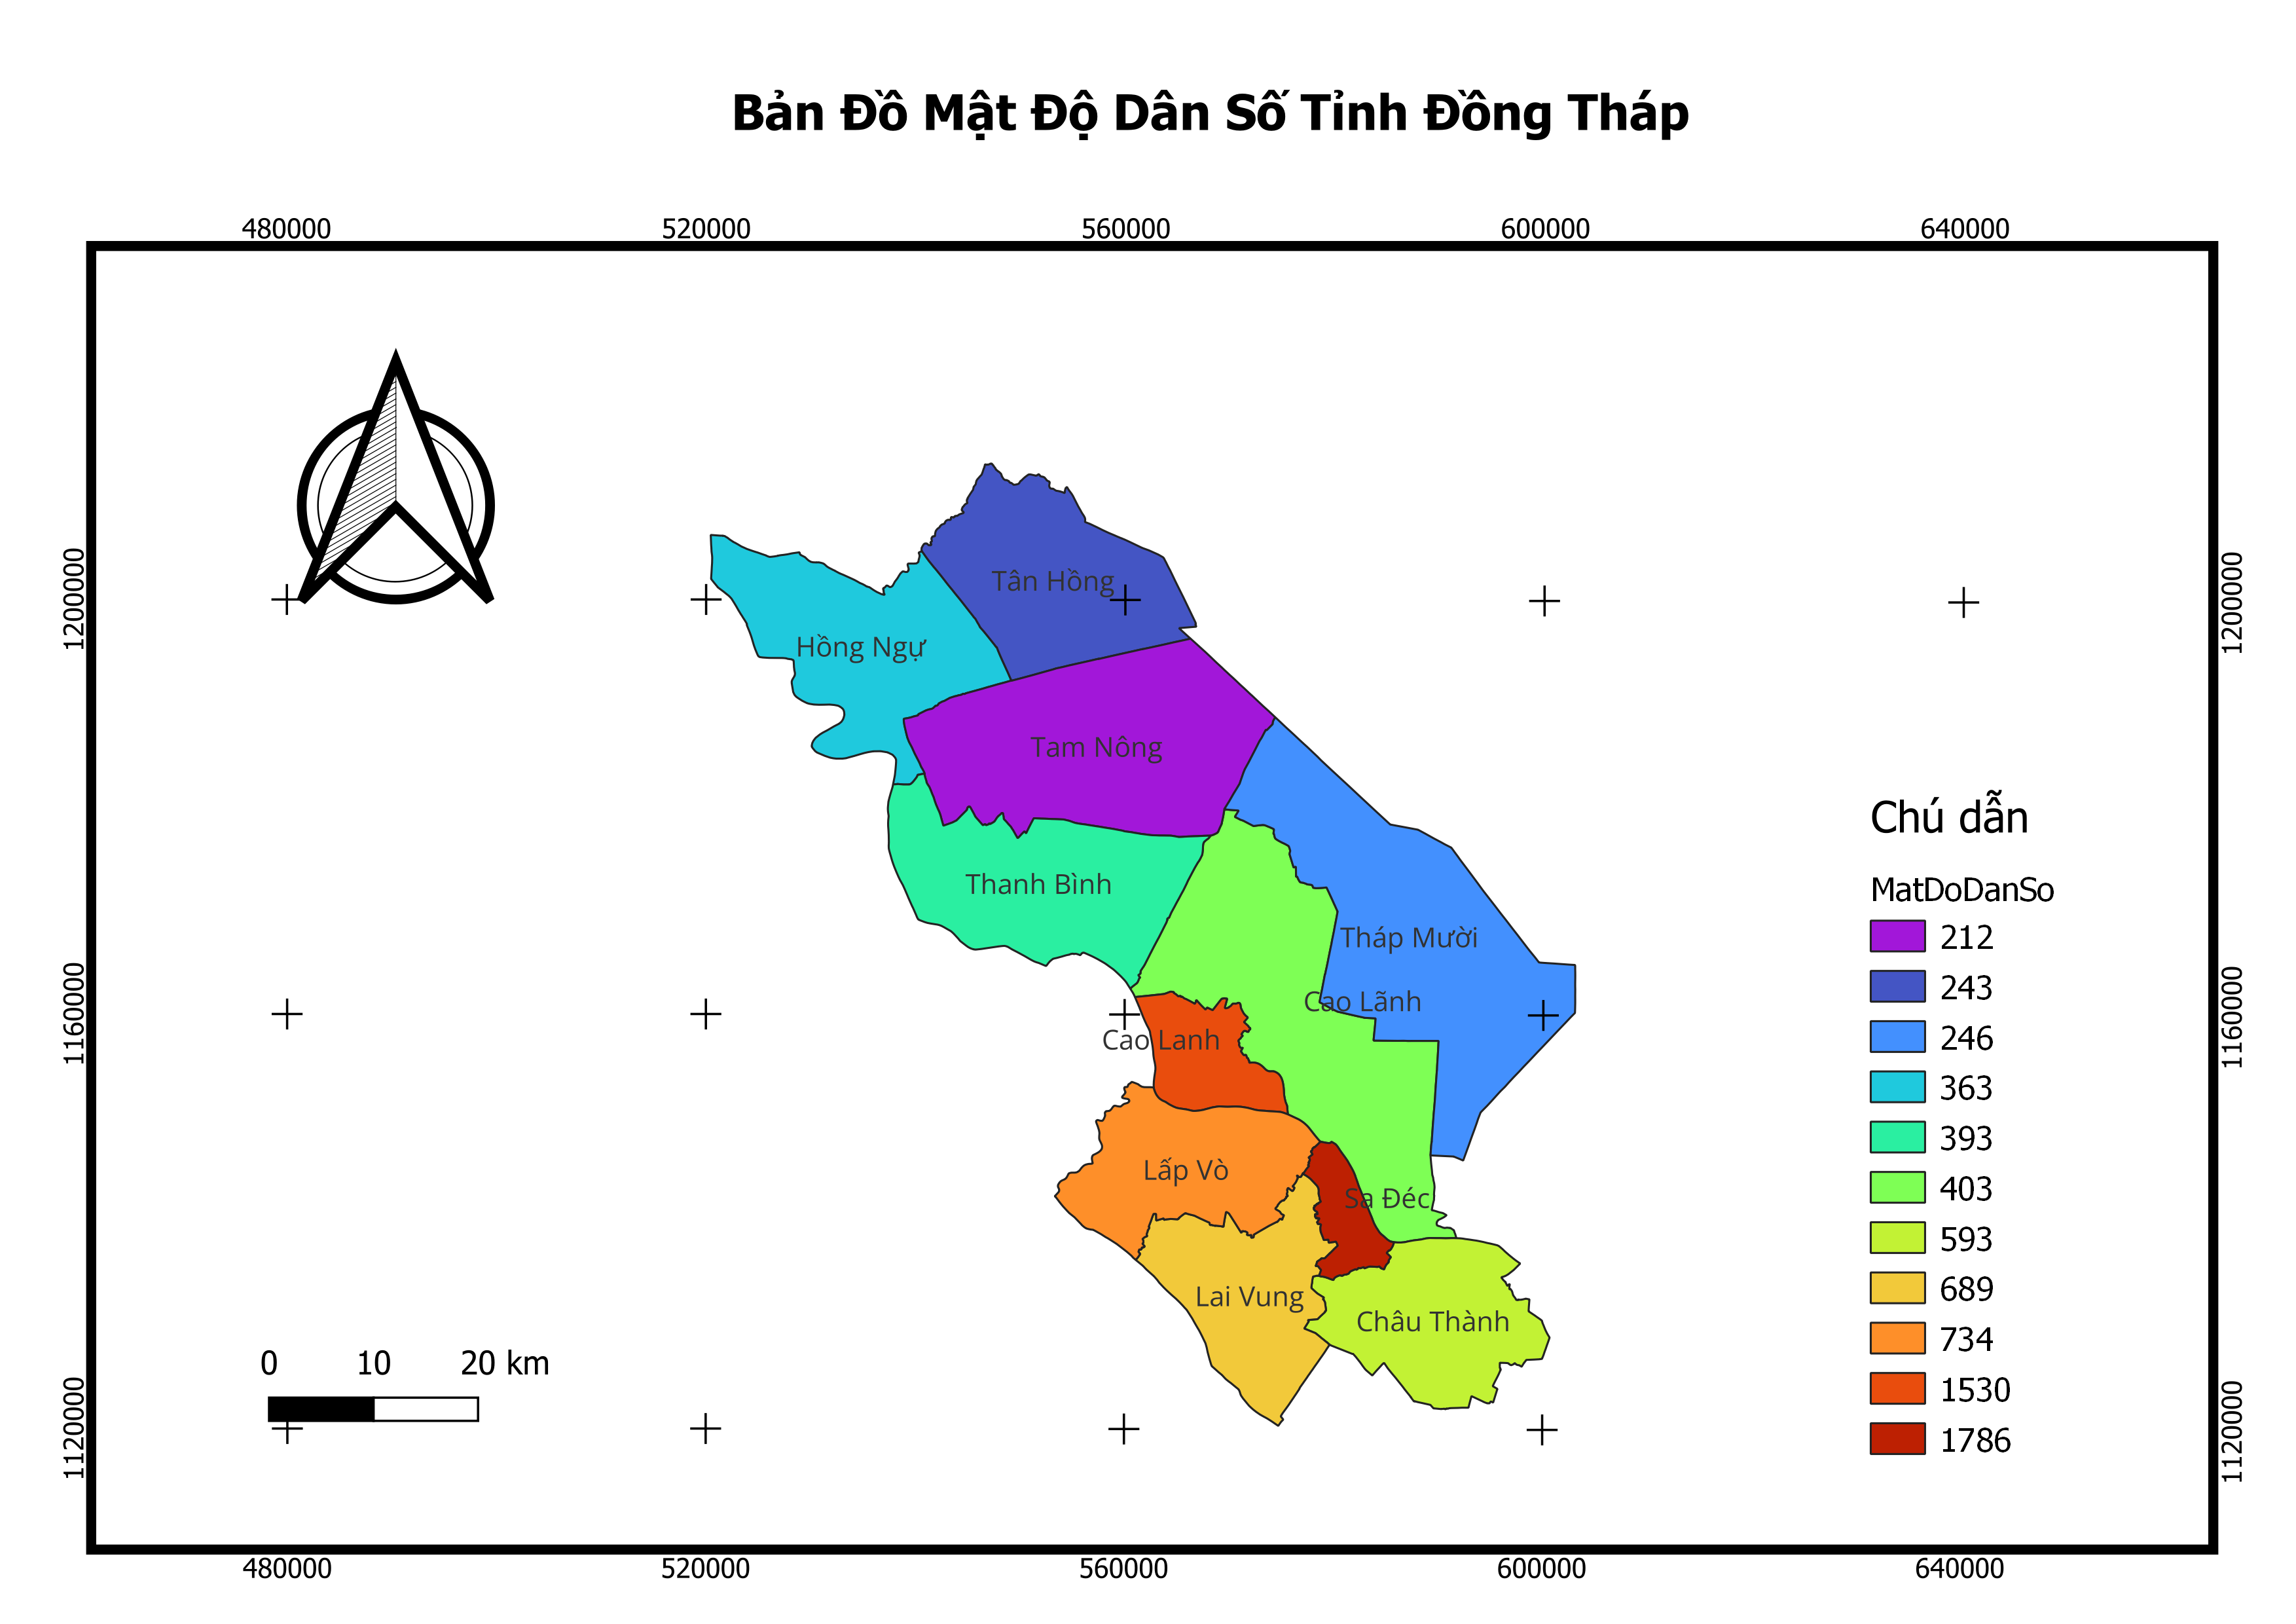 Bản Đồ Mật Độ Dân Số Tỉnh Đồng Tháp
480000 520000 560000 600000 640000
1200000 1200000
Tân Hồng
Hồng Ngự
Tam Nông
Chú dẫn
Thanh Bình
MatDoDanSo
Tháp Mười
212
243
Cao Lãnh
1160000 1160000
Cao Lanh
246
363
393
Lấp Vò
403
Sa Đéc
593
Lai Vung
689
Châu Thành
734
0 10 20 km
1530
1120000 1120000
1786
480000 520000 560000 600000 640000